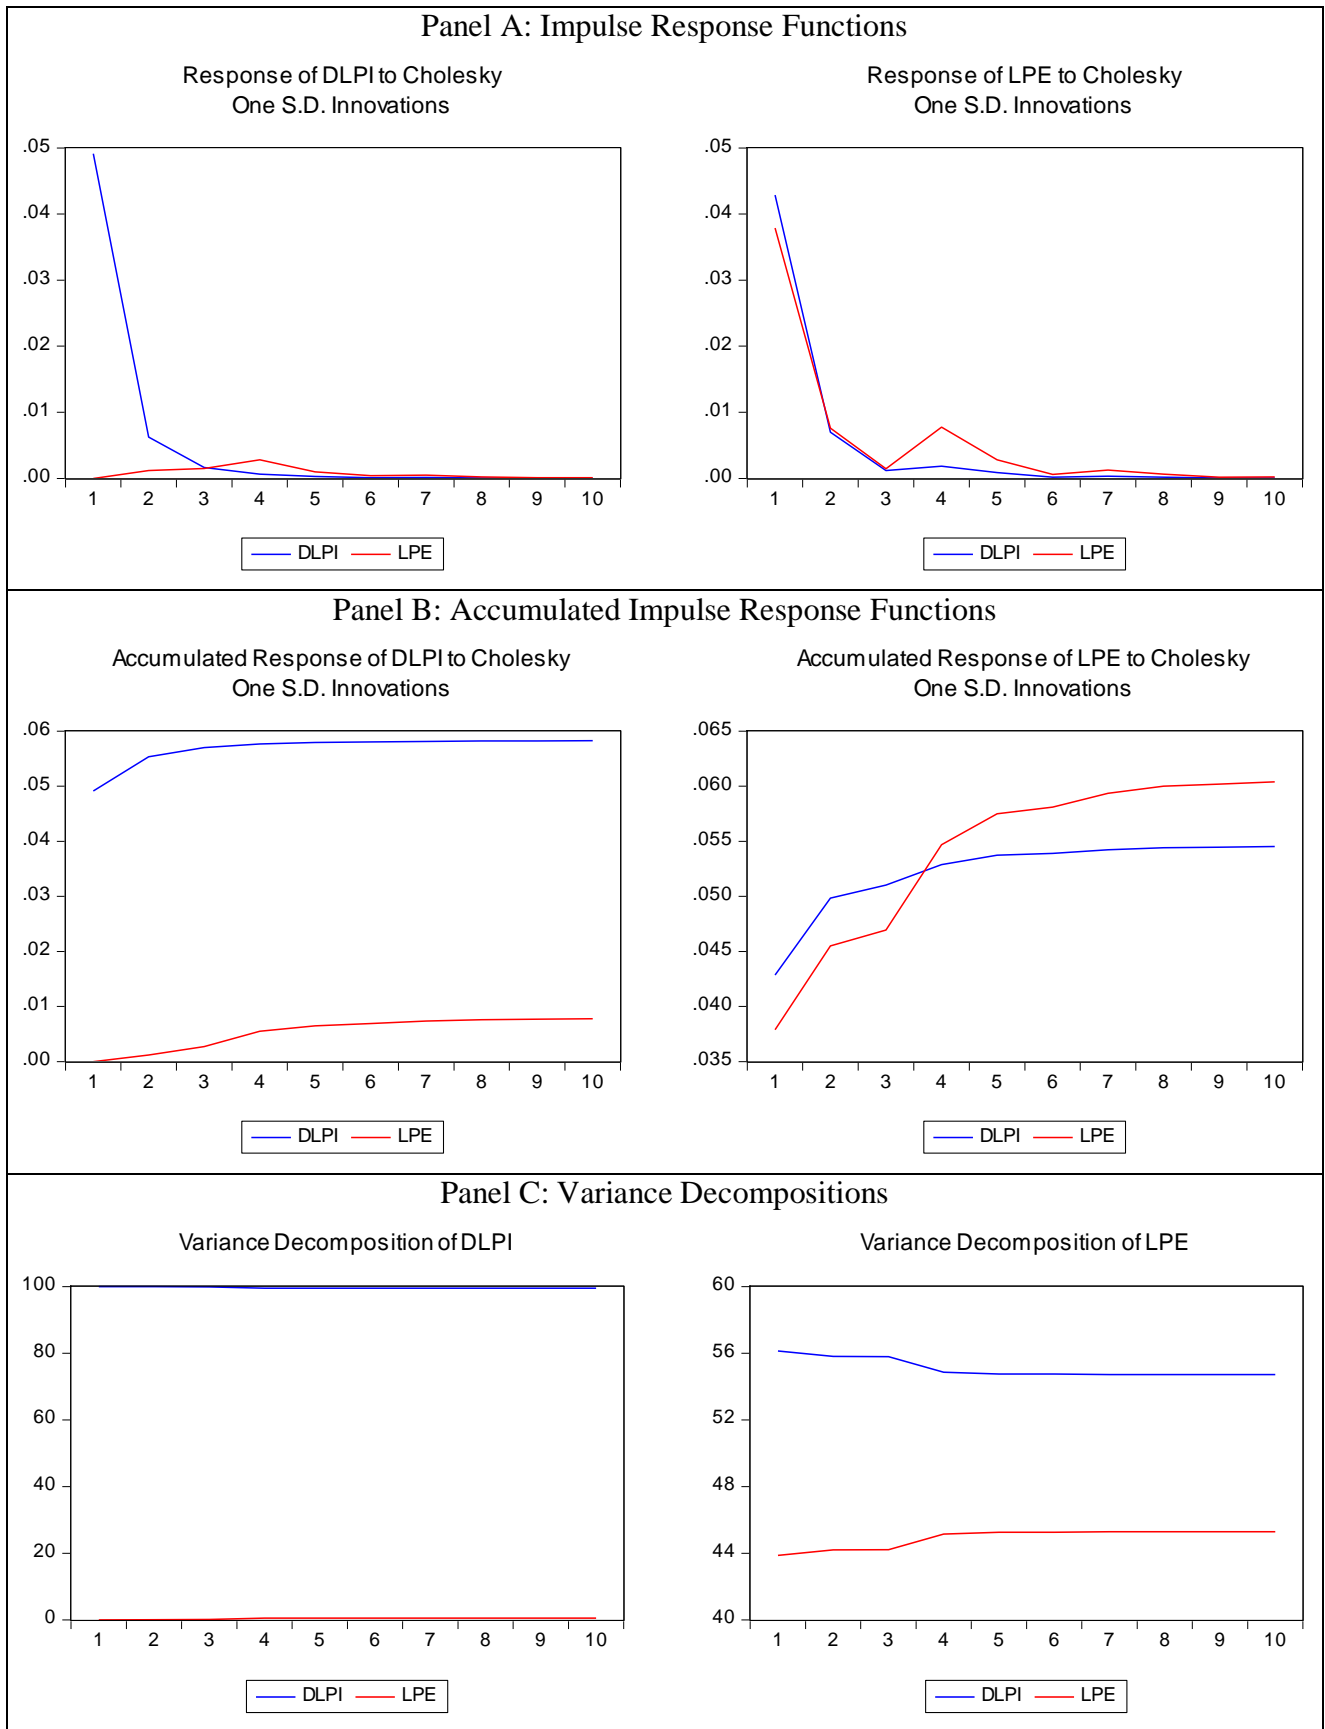 Panel A: Impulse Response Functions
Response of DLPI to Cholesky
One S.D. Innovations
.05
.04
.03
.02
.01
.00
1 2 3 4 5 6 7 8 9 10
DLPI LPE
Response of LPE to Cholesky
One S.D. Innovations
.05
.04
.03
.02
.01
.00
1 2 3 4 5 6 7 8 9 10
DLPI LPE
Panel B: Accumulated Impulse Response Functions
Accumulated Response of DLPI to Cholesky
One S.D. Innovations
.06
.05
.04
.03
.02
.01
.00
1 2 3 4 5 6 7 8 9 10
DLPI LPE
Accumulated Response of LPE to Cholesky
One S.D. Innovations
.065
.060
.055
.050
.045
.040
.035
1 2 3 4 5 6 7 8 9 10
DLPI LPE
Panel C: Variance Decompositions
Variance Decomposition of DLPI
100
80
60
40
20
0
1 2 3 4 5 6 7 8 9 10
DLPI LPE
Variance Decomposition of LPE
60
56
52
48
44
40
1 2 3 4 5 6 7 8 9 10
DLPI LPE